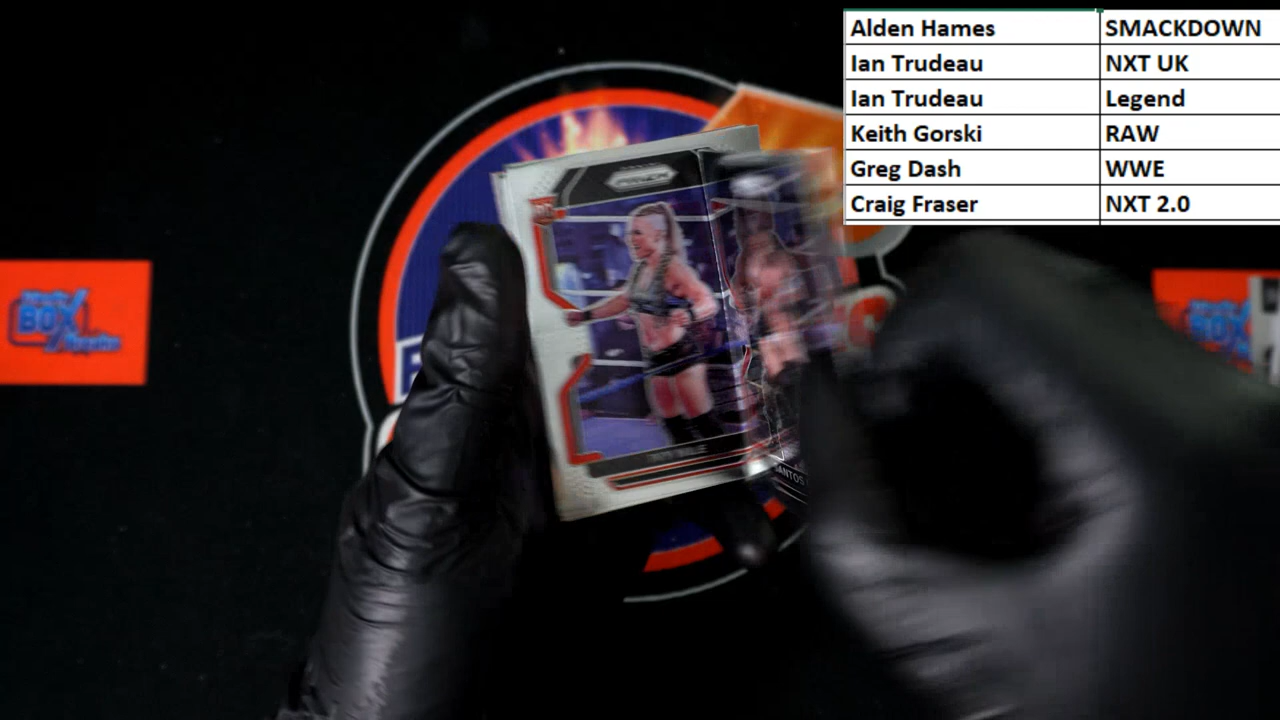 Alden Hames SMACKDOWN
Ian Trudeau NXT UK
Ian Trudeau Legend
Keith Gorski RAW
Greg Dash WWE
Craig Fraser NXT 2.0
BOX
PRIZM
SANTOS